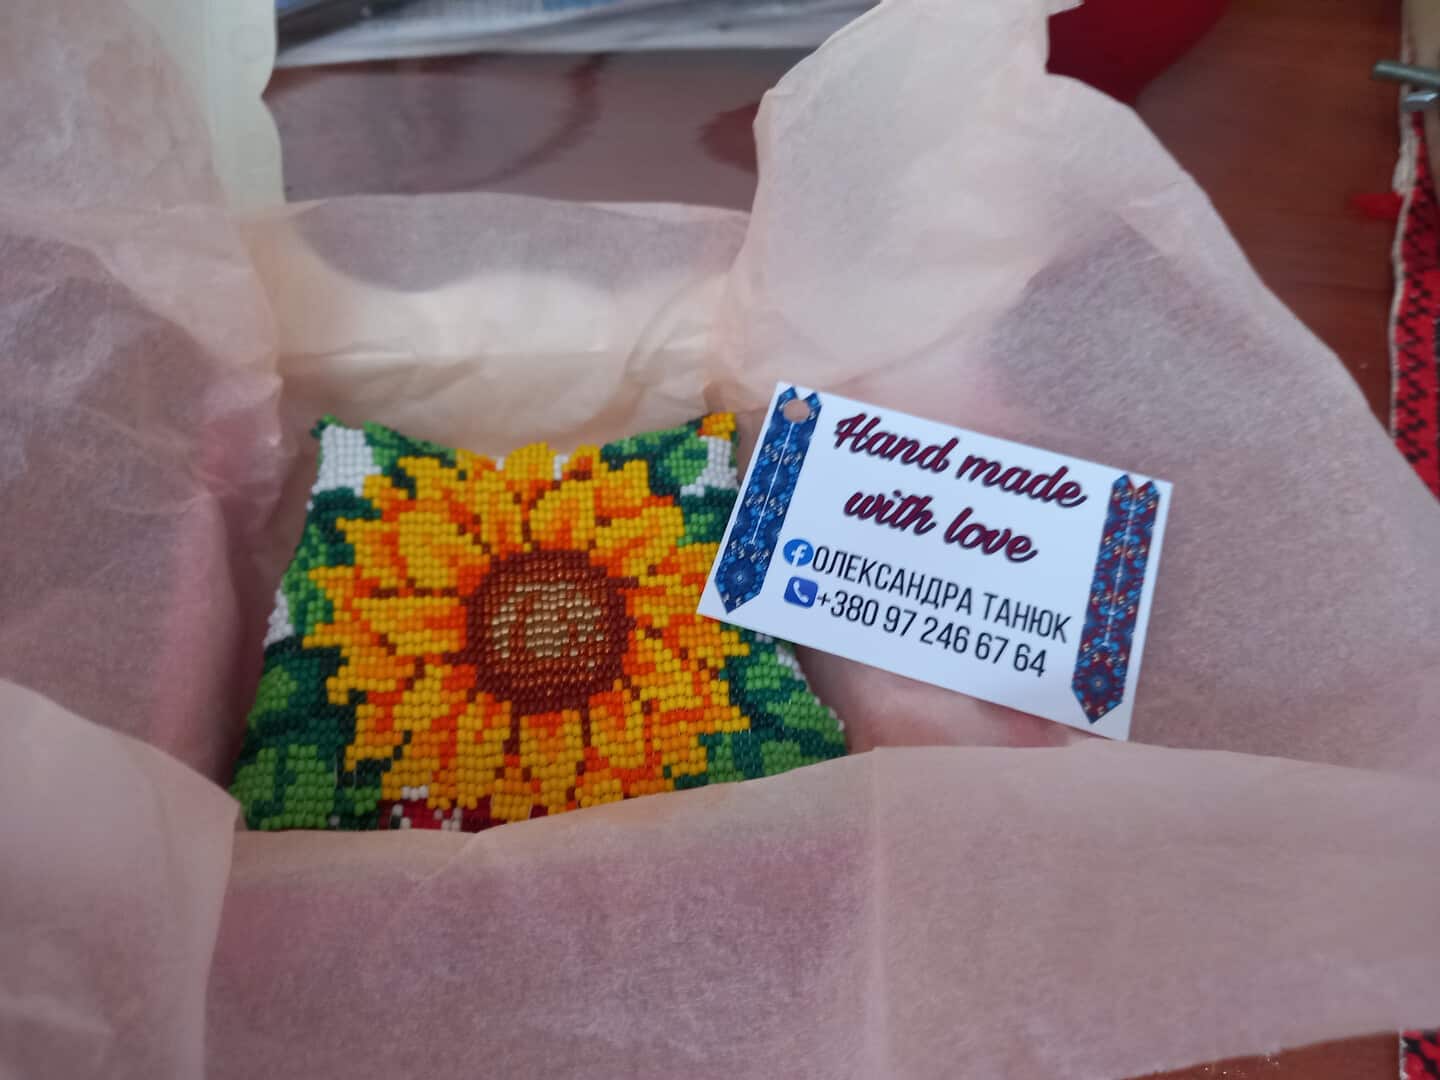 Hand made
with love
ОЛЕКСАНДРА ТАНЮК
+380 97 246 67 64